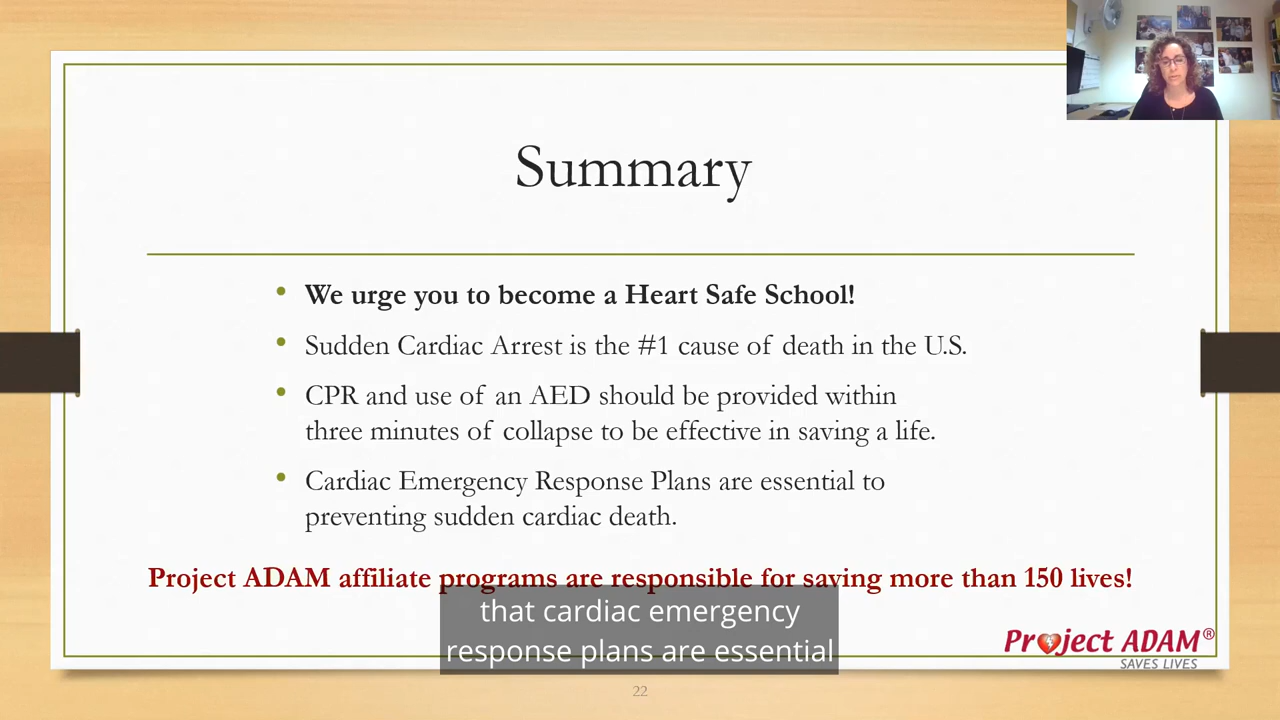 Summary
We urge you to become a Heart Safe School!
Sudden Cardiac Arrest is the #1 cause of death in the U.S.
CPR and use of an AED should be provided within
three minutes of collapse to be effective in saving a life.
Cardiac Emergency Response Plans are essential to
preventing sudden cardiac death.
Project ADAM affiliate programs are responsible for saving more than 150 lives!
that cardiac emergency
response plans are essential
Project ADAM®
SAVES LIVES
22